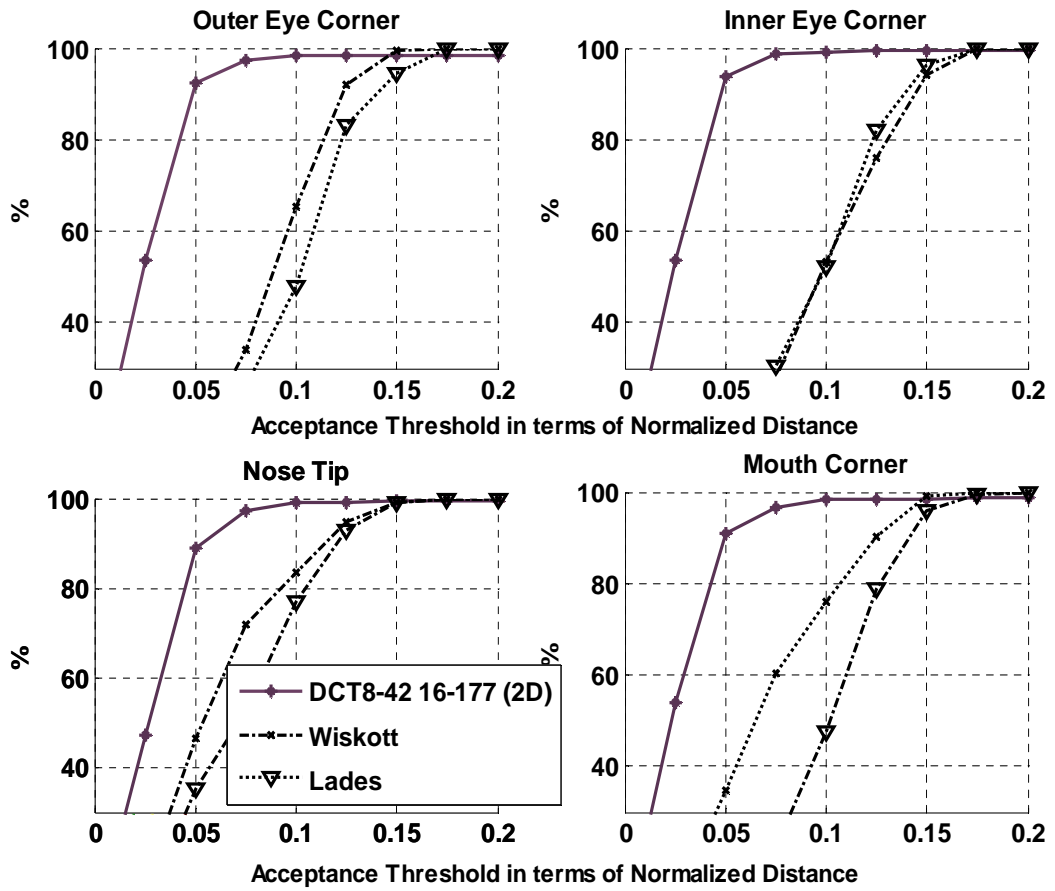 Outer Eye Corner
Inner Eye Corner
100
80
60
40
%
0 0.05 0.1 0.15 0.2
100
80
60
40
%
0 0.05 0.1 0.15 0.2
Acceptance Threshold in terms of Normalized Distance
Nose Tip
Mouth Corner
100
80
60
40
%
0 0.05 0.1 0.15 0.2
DCT8-42 16-177 (2D)
Wiskott
Lades
100
80
60
40
%
0 0.05 0.1 0.15 0.2
Acceptance Threshold in terms of Normalized Distance